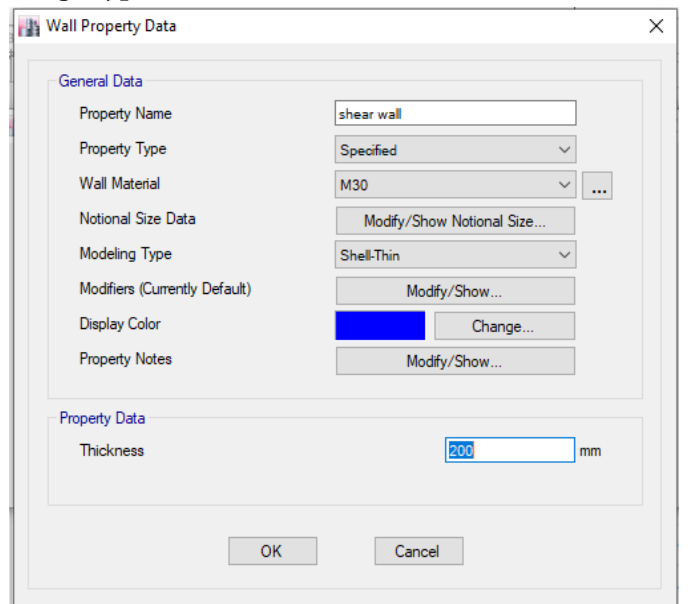 Wall Property Data
General Data
Property Name shear wall
Property Type Specified
Wall Material M30 ...
Notional Size Data Modify/Show Notional Size...
Modeling Type Shell-Thin
Modifiers (Currently Default) Modify/Show...
Display Color Change...
Property Notes Modify/Show...
Property Data
Thickness 200 mm
OK Cancel